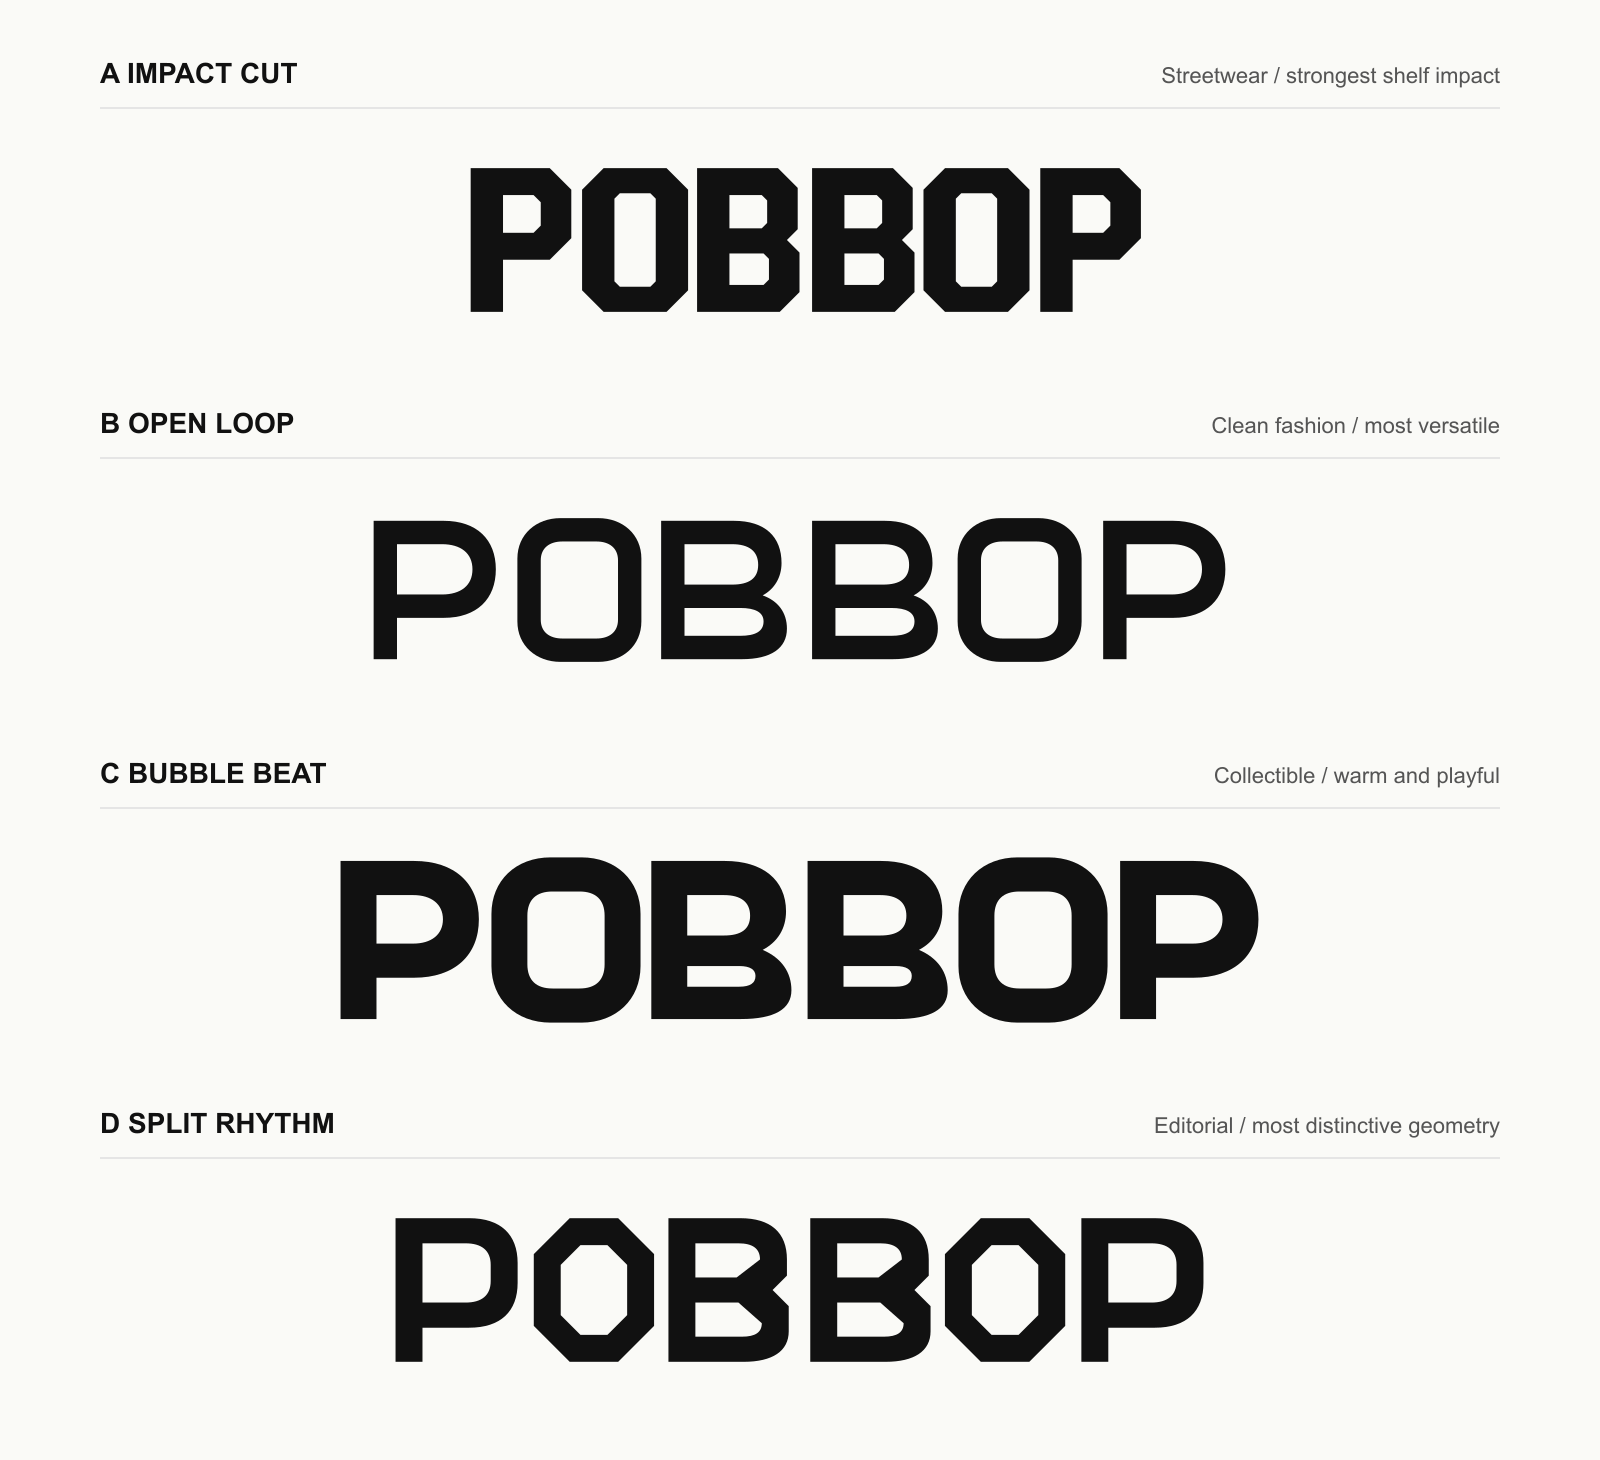 A IMPACT CUT
Streetwear / strongest shelf impact
POBBOP
B OPEN LOOP
Clean fashion / most versatile
POBBOP
C BUBBLE BEAT
Collectible / warm and playful
POBBOP
D SPLIT RHYTHM
Editorial / most distinctive geometry
POBBOP